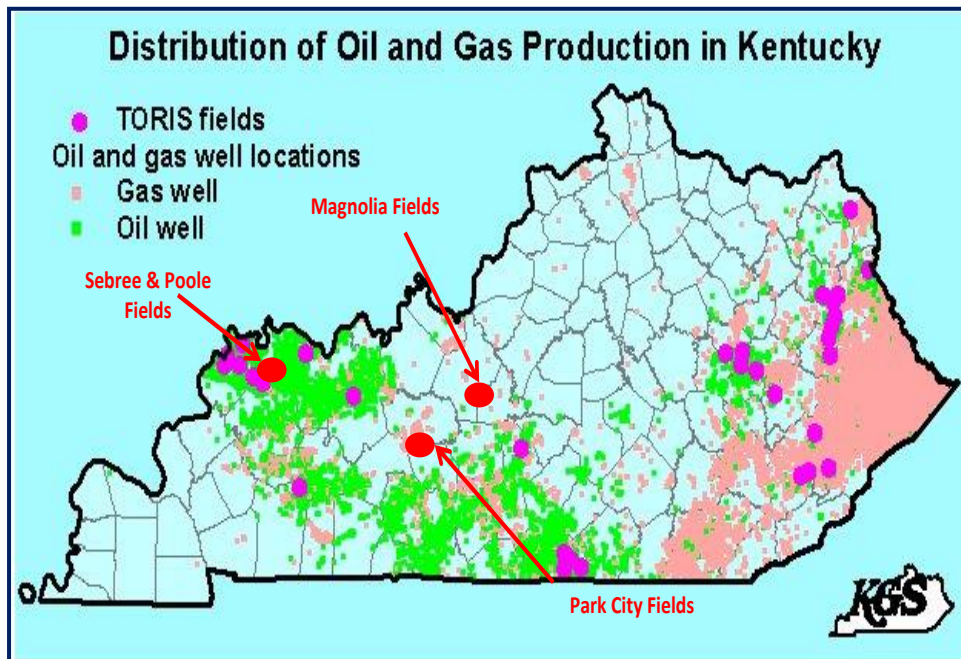 Distribution of Oil and Gas Production in Kentucky
TORIS fields
Oil and gas well locations
Gas well
Oil well
Magnolia Fields
Sebree & Poole
Fields
Park City Fields
KGS